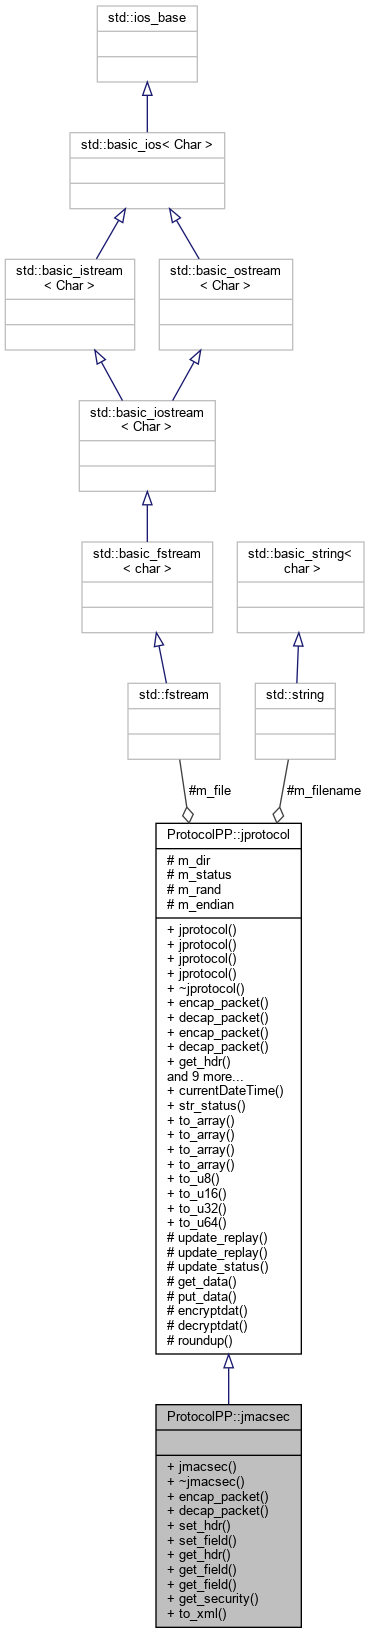 std::ios_base
std::basic_ios< Char >
std::basic_istream
< Char >
std::basic_ostream
< Char >
std::basic_iostream
< Char >
std::basic_fstream
< char >
std::basic_string<
char >
std::fstream
std::string
#m_file
#m_filename
ProtocolPP::jprotocol
# m_dir
# m_status
# m_rand
# m_endian
+ jprotocol()
+ jprotocol()
+ jprotocol()
+ jprotocol()
+ ~jprotocol()
+ encap_packet()
+ decap_packet()
+ encap_packet()
+ decap_packet()
+ get_hdr()
and 9 more...
+ currentDateTime()
+ str_status()
+ to_array()
+ to_array()
+ to_array()
+ to_array()
+ to_u8()
+ to_u16()
+ to_u32()
+ to_u64()
# update_replay()
# update_replay()
# update_status()
# get_data()
# put_data()
# encryptdat()
# decryptdat()
# roundup()
ProtocolPP::jmacsec
+ jmacsec()
+ ~jmacsec()
+ encap_packet()
+ decap_packet()
+ set_hdr()
+ set_field()
+ get_hdr()
+ get_field()
+ get_field()
+ get_security()
+ to_xml()